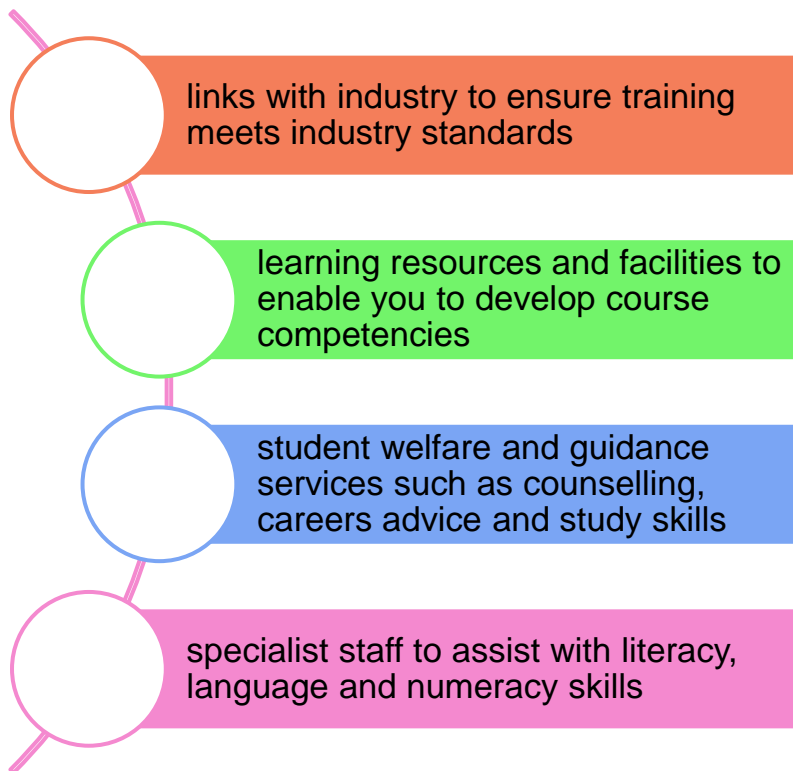 links with industry to ensure training
meets industry standards
learning resources and facilities to
enable you to develop course
competencies
student welfare and guidance
services such as counselling,
careers advice and study skills
specialist staff to assist with literacy,
language and numeracy skills